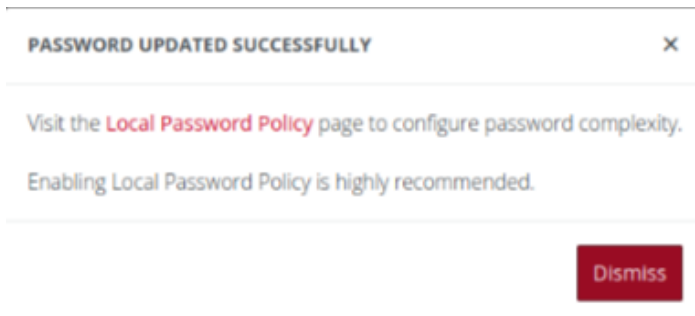 PASSWORD UPDATED SUCCESSFULLY ×
Visit the Local Password Policy page to configure password complexity.
Enabling Local Password Policy is highly recommended.
Dismiss